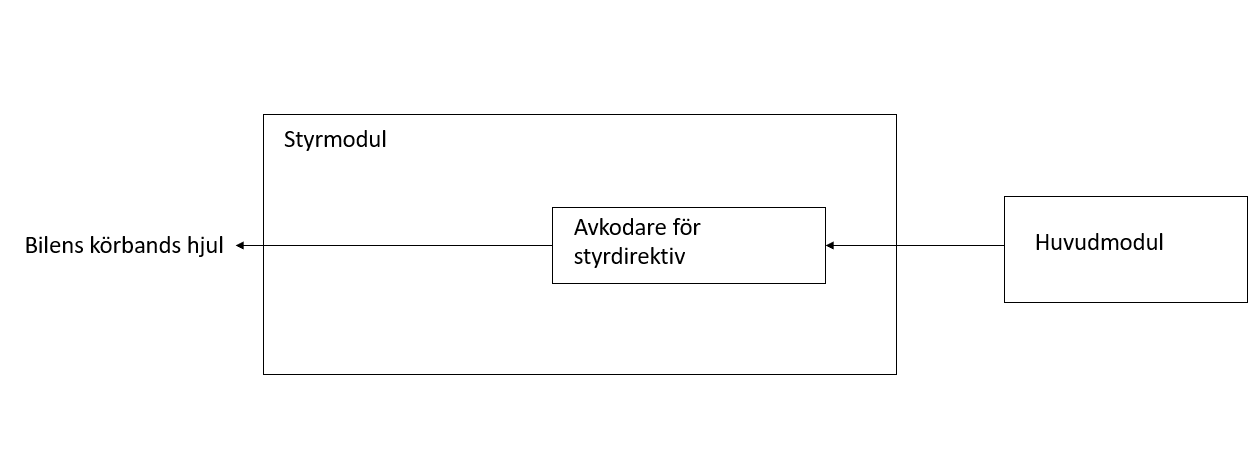 Styrmodul
Bilens körbands hjul
Avkodare för
styrdirektiv
Huvudmodul